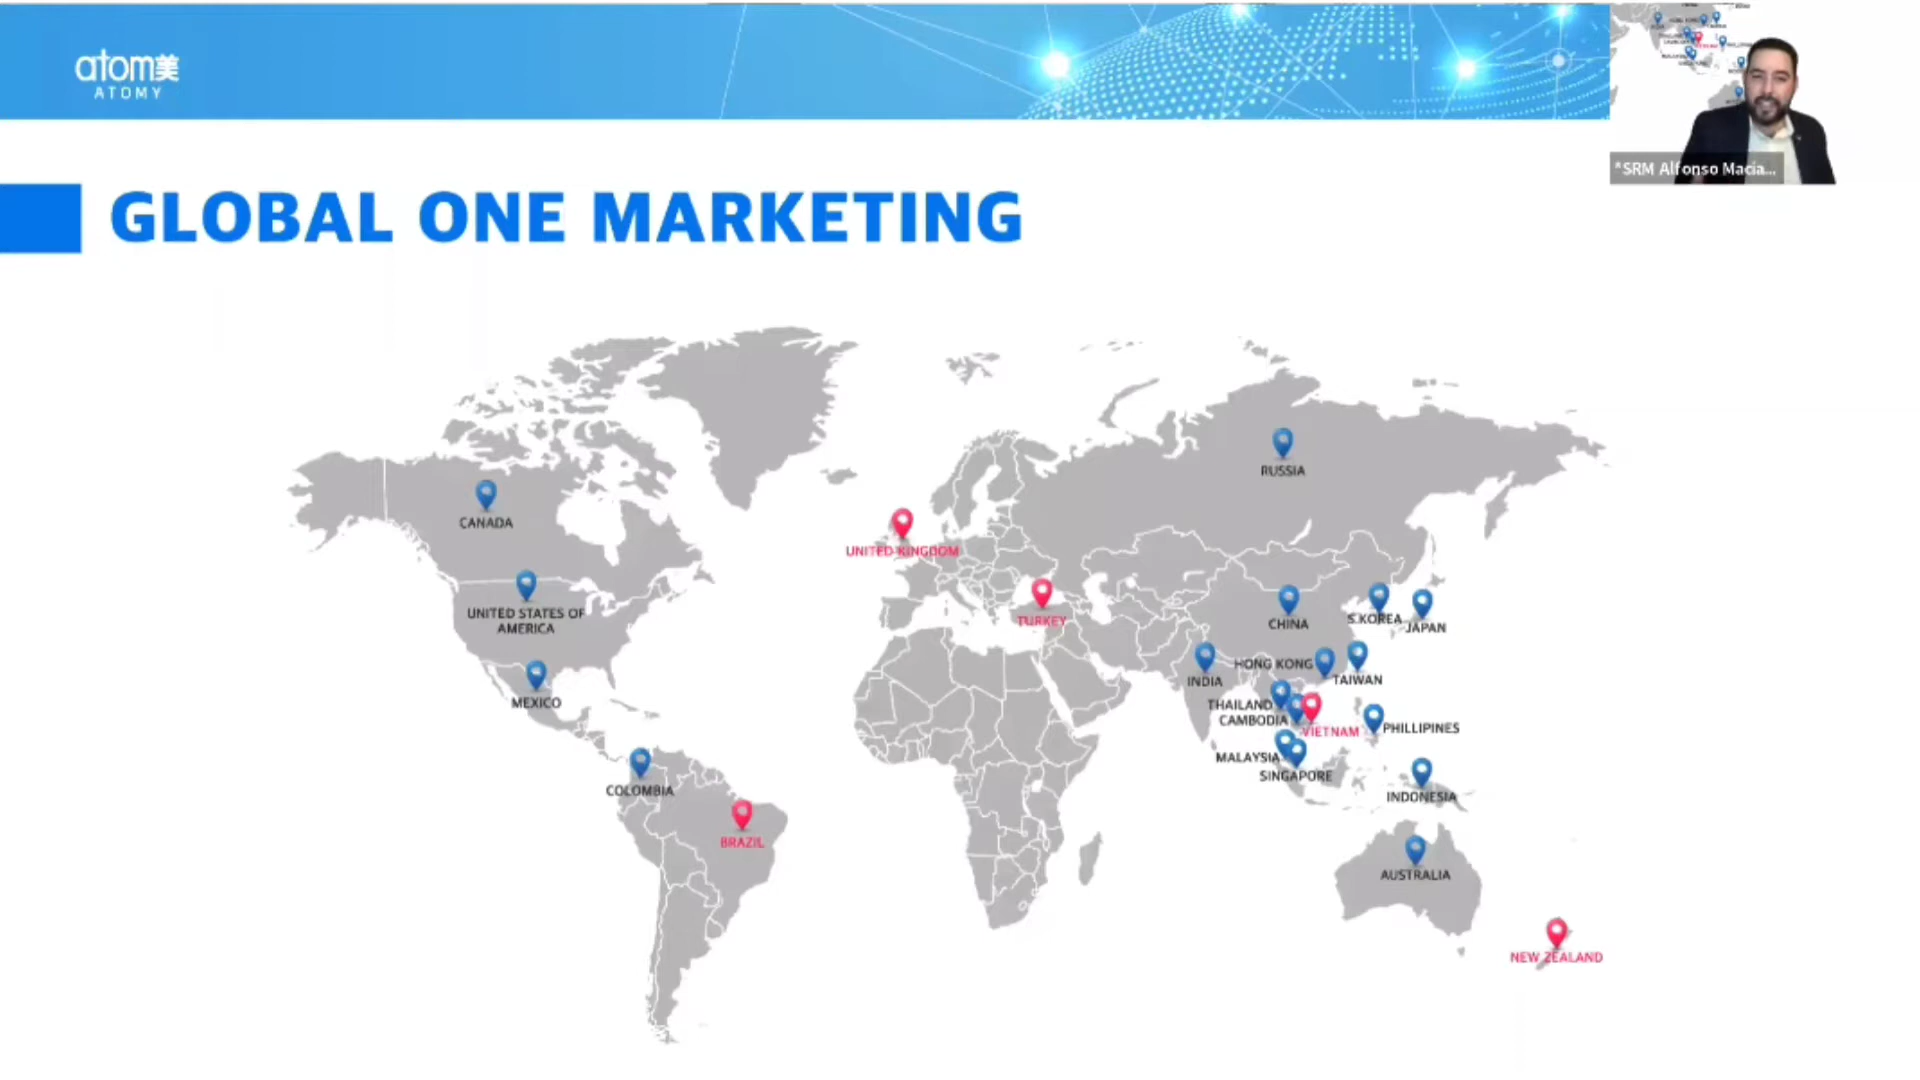 atom美
ATOMY
*SRM Alfonso Macía...
GLOBAL ONE MARKETING
RUSSIA
CANADA
UNITED KINGDOM
UNITED STATES OF
AMERICA
TURKEY
CHINA
S.KOREA
JAPAN
INDIA
HONG KONG
TAIWAN
MEXICO
THAILAND
CAMBODIA
VIETNAM
PHILLIPINES
MALAYSIA
SINGAPORE
COLOMBIA
INDONESIA
BRAZIL
AUSTRALIA
NEW ZEALAND